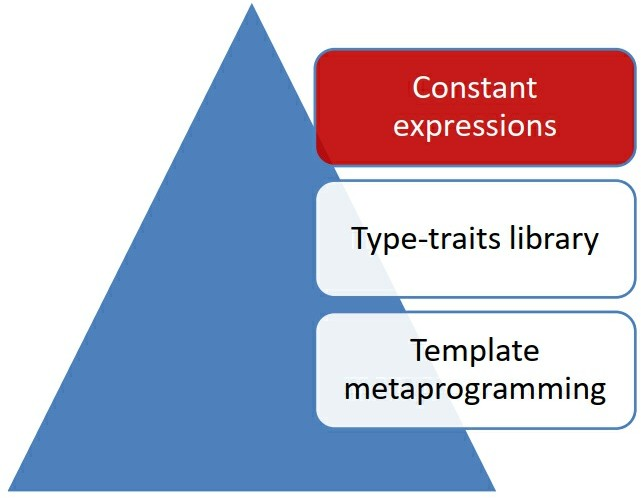 Constant
expressions
Type-traits library
Template
metaprogramming